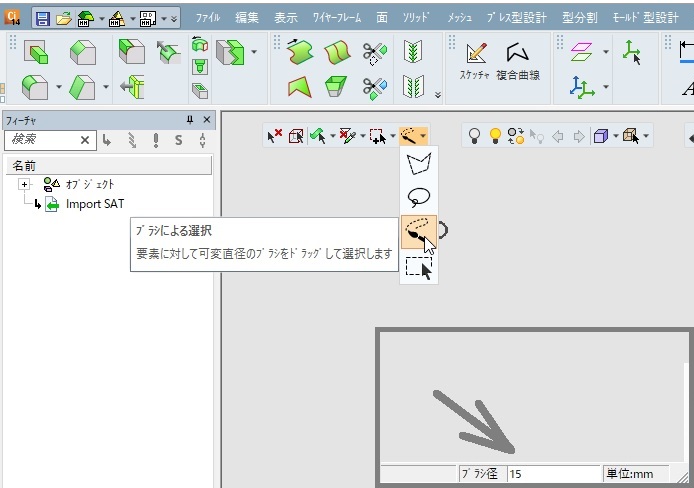 Ci 14
ﾌｧｲﾙ 編集 表示 ﾜｲﾔｰﾌﾚｰﾑ 面 ｿﾘｯﾄﾞ ﾒｯｼｭ ﾌﾟﾚｽ型設計 型分割 ﾓｰﾙﾄﾞ型設計
ｽｹｯﾁｬ 複合曲線
A
ﾌｨｰﾁｬ
検索 S
名前
ｵﾌﾞｼﾞｪｸﾄ
Import SAT
ﾌﾞﾗｼによる選択
要素に対して可変直径のﾌﾞﾗｼをﾄﾞﾗｯｸﾞして選択します
ﾌﾞﾗｼ径 15 単位:mm